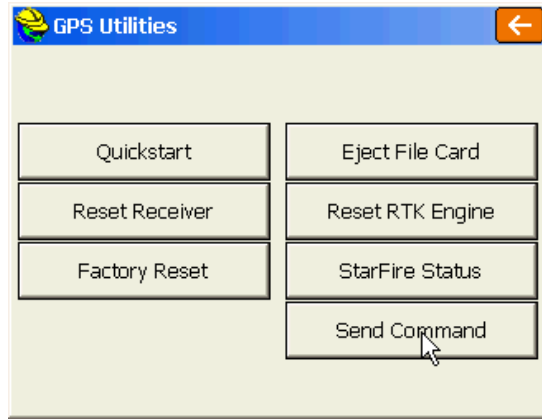 GPS Utilities
Quickstart
Eject File Card
Reset Receiver
Reset RTK Engine
Factory Reset
StarFire Status
Send Command